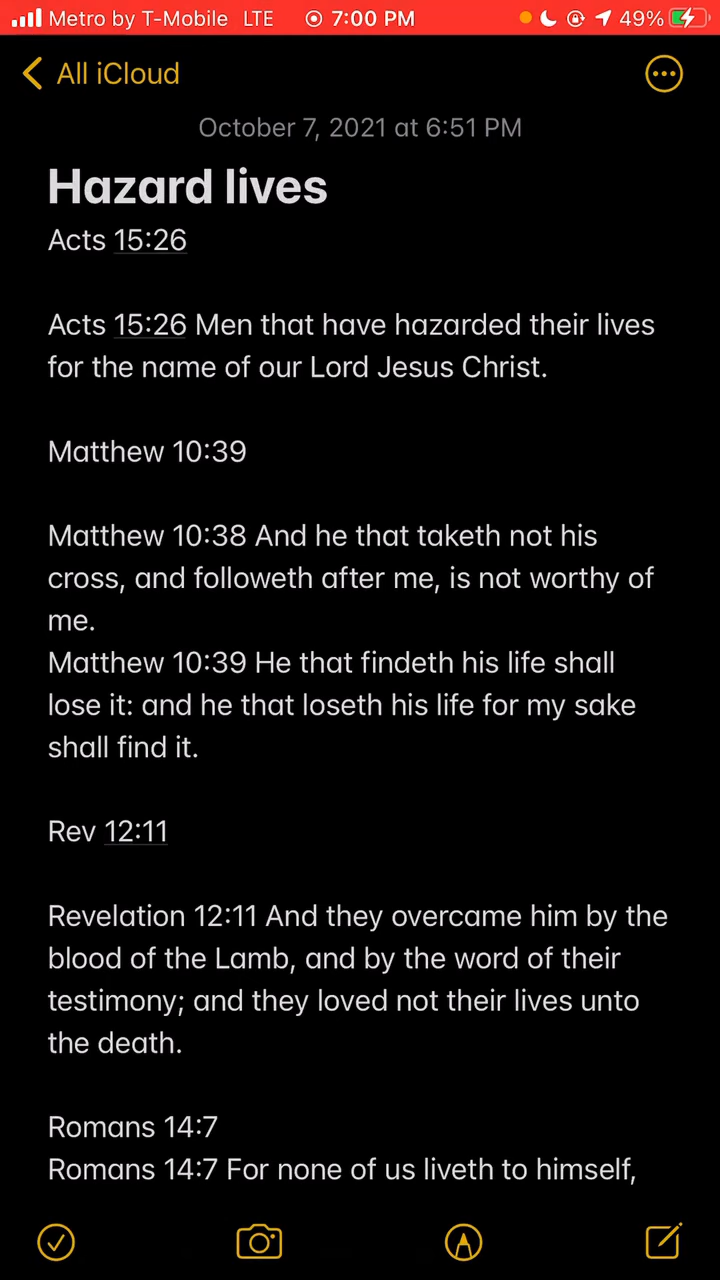 Metro by T-Mobile LTE 7:00 PM 49%
All iCloud
October 7, 2021 at 6:51 PM
Hazard lives
Acts 15:26
Acts 15:26 Men that have hazarded their lives
for the name of our Lord Jesus Christ.
Matthew 10:39
Matthew 10:38 And he that taketh not his
cross, and followeth after me, is not worthy of
me.
Matthew 10:39 He that findeth his life shall
lose it: and he that loseth his life for my sake
shall find it.
Rev 12:11
Revelation 12:11 And they overcame him by the
blood of the Lamb, and by the word of their
testimony; and they loved not their lives unto
the death.
Romans 14:7
Romans 14:7 For none of us liveth to himself,